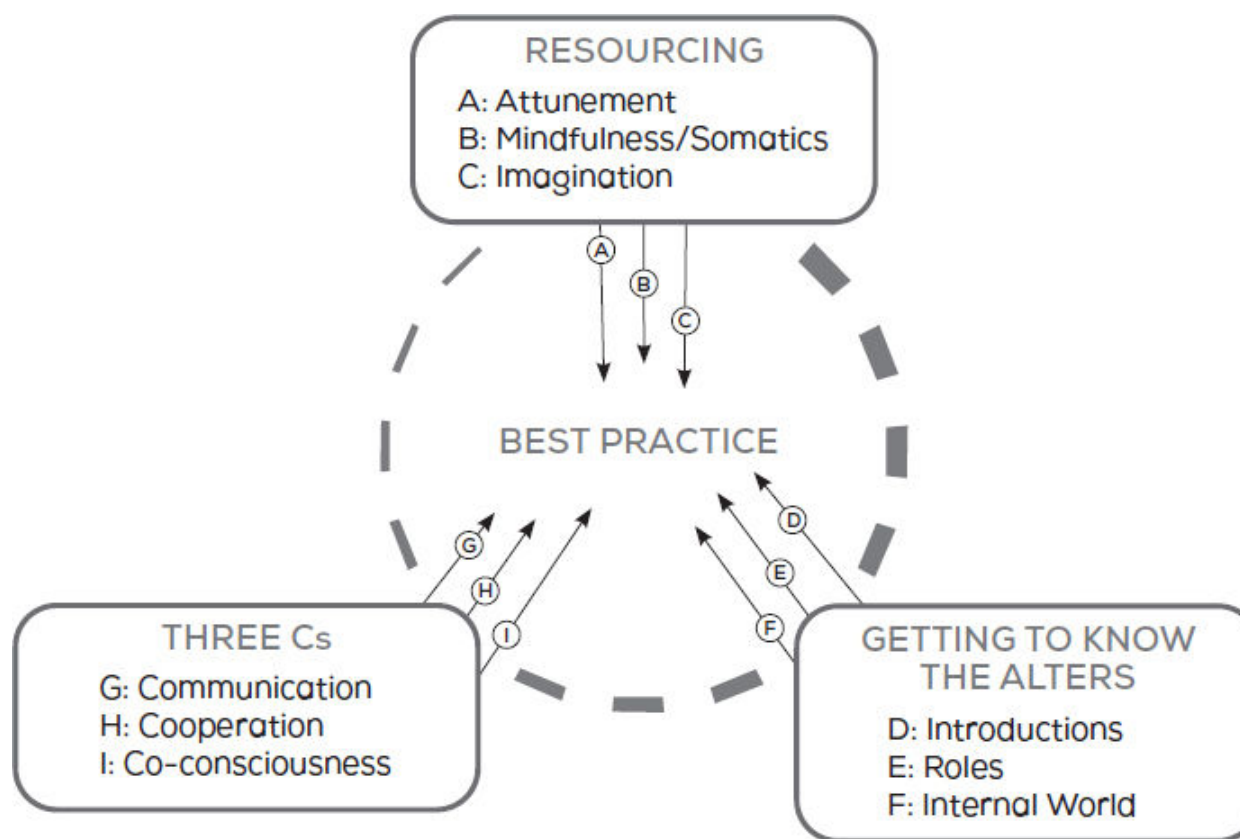 RESOURCING
A: Attunement
B: Mindfulness/Somatics
C: Imagination
A
B
C
BEST PRACTICE
G
H
I
D
E
F
THREE Cs
G: Communication
H: Cooperation
I: Co-consciousness
GETTING TO KNOW
THE ALTERS
D: Introductions
E: Roles
F: Internal World